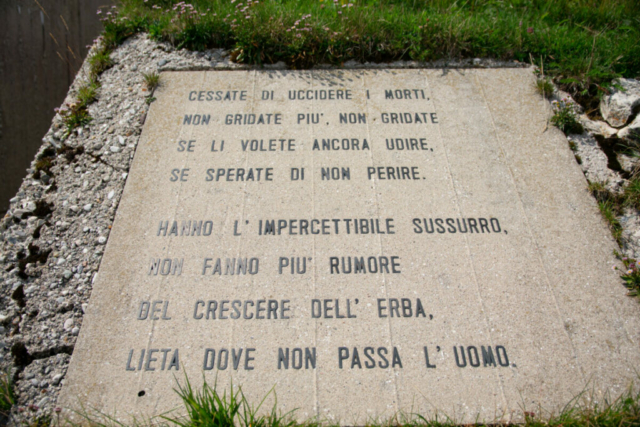 CESSATE DI UCCIDERE I MORTI,
NON GRIDATE PIU', NON GRIDATE
SE LI VOLETE ANCORA UDIRE,
SE SPERATE DI NON PERIRE.
HANNO L'IMPERCETTIBILE SUSSURRO,
NON FANNO PIU' RUMORE
DEL CRESCERE DELL'ERBA,
LIETA DOVE NON PASSA L'UOMO.